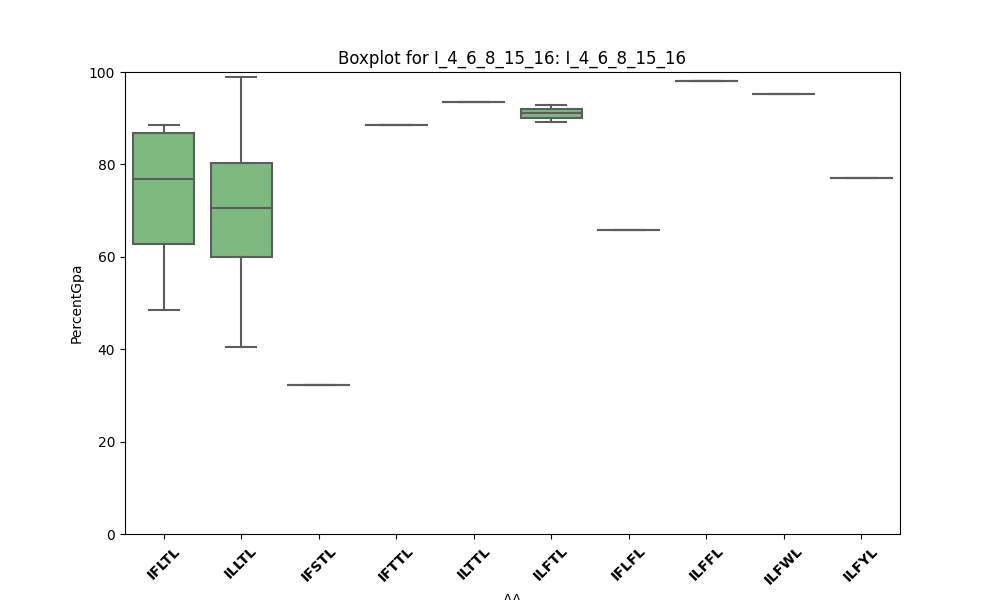 Boxplot for I_4_6_8_15_16: I_4_6_8_15_16
100
80
60
40
20
0
PercentGpa
IFLTL
ILLTL
IFSTL
IFTTL
ILTTL
ILFTL
IFLFL
ILFFL
ILFWL
ILFYL